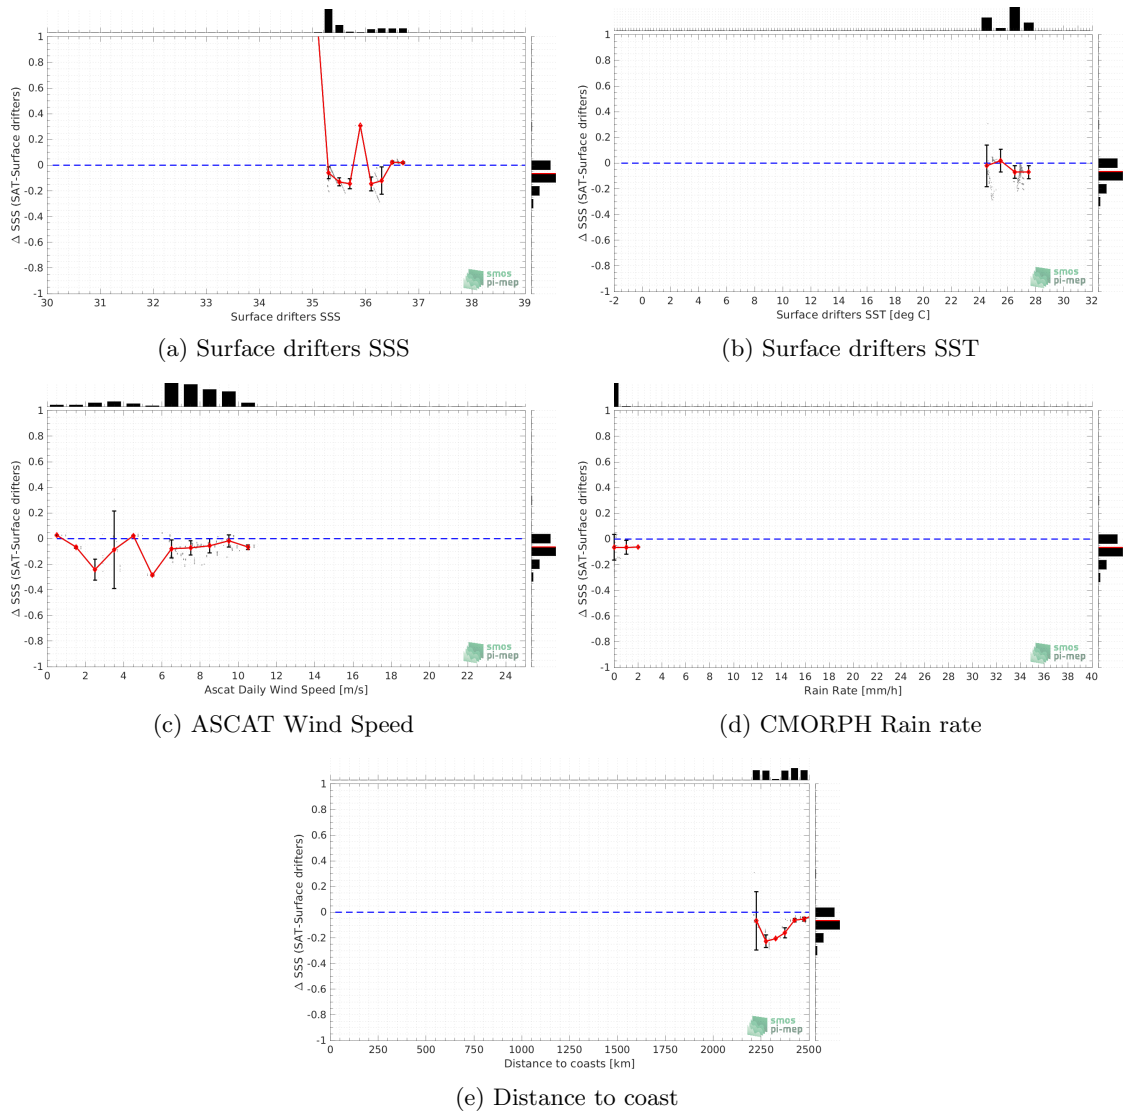 1
0.8
0.6
0.4
0.2
0
-0.2
-0.4
-0.6
-0.8
-1
Δ SSS (SAT-Surface drifters)
30 31 32 33 34 35 36 37 38 39
Surface drifters SSS
smos
pi-mep
(a) Surface drifters SSS
1
0.8
0.6
0.4
0.2
0
-0.2
-0.4
-0.6
-0.8
-1
Δ SSS (SAT-Surface drifters)
-2 0 2 4 6 8 10 12 14 16 18 20 22 24 26 28 30 32
Surface drifters SST [deg C]
smos
pi-mep
(b) Surface drifters SST
1
0.8
0.6
0.4
0.2
0
-0.2
-0.4
-0.6
-0.8
-1
Δ SSS (SAT-Surface drifters)
0 2 4 6 8 10 12 14 16 18 20 22 24
Ascat Daily Wind Speed [m/s]
smos
pi-mep
(c) ASCAT Wind Speed
1
0.8
0.6
0.4
0.2
0
-0.2
-0.4
-0.6
-0.8
-1
Δ SSS (SAT-Surface drifters)
0 2 4 6 8 10 12 14 16 18 20 22 24 26 28 30 32 34 36 38 40
Rain Rate [mm/h]
smos
pi-mep
(d) CMORPH Rain rate
1
0.8
0.6
0.4
0.2
0
-0.2
-0.4
-0.6
-0.8
-1
Δ SSS (SAT-Surface drifters)
0 250 500 750 1000 1250 1500 1750 2000 2250 2500
Distance to coasts [km]
smos
pi-mep
(e) Distance to coast